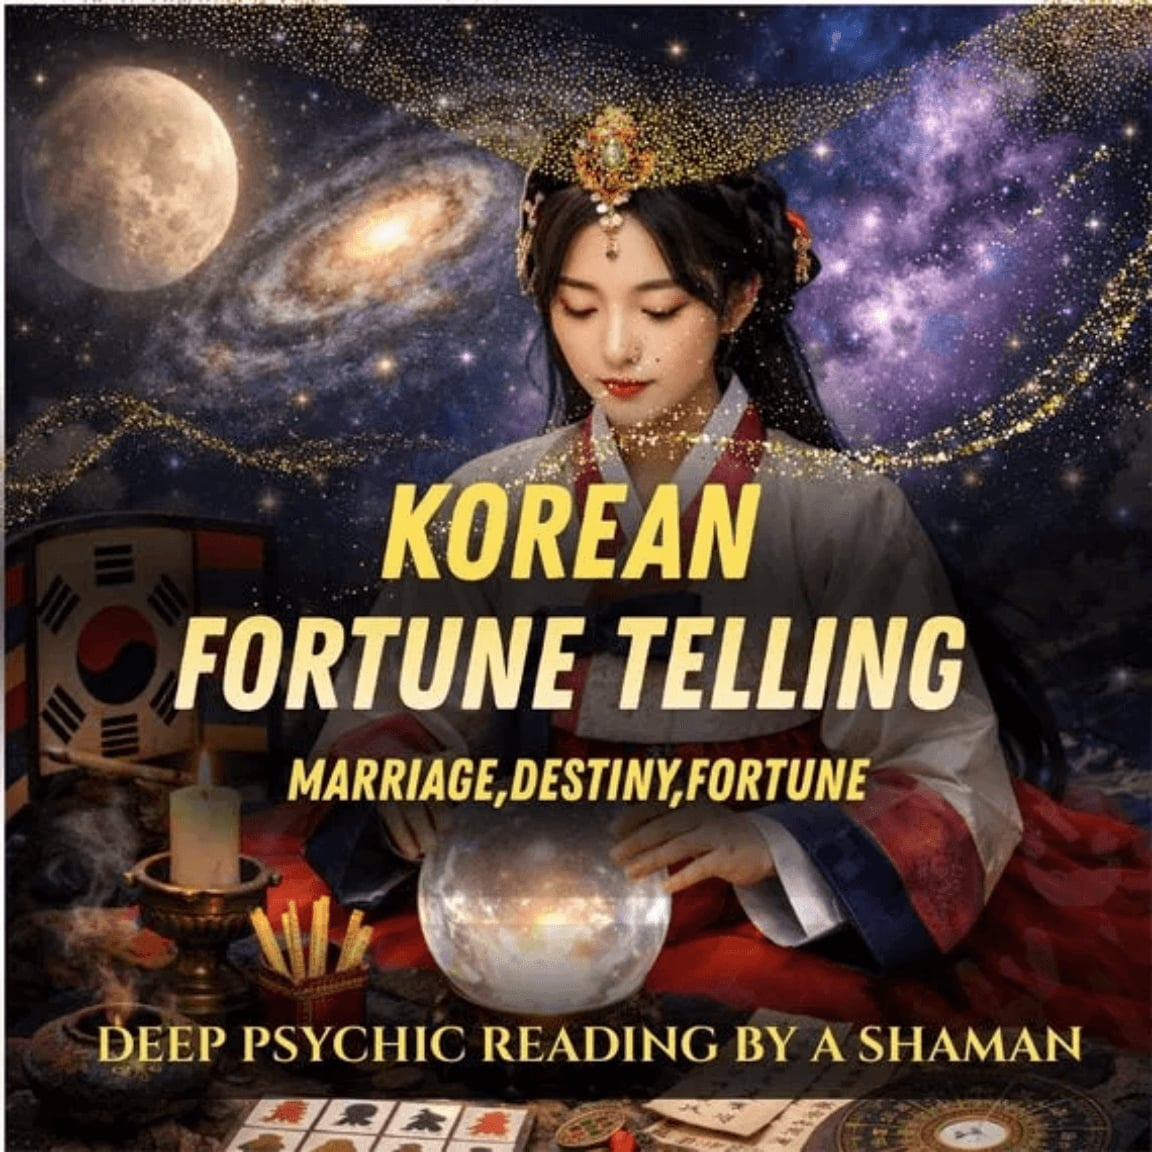 KOREAN
FORTUNE TELLING
MARRIAGE,DESTINY,FORTUNE
DEEP PSYCHIC READING BY A SHAMAN